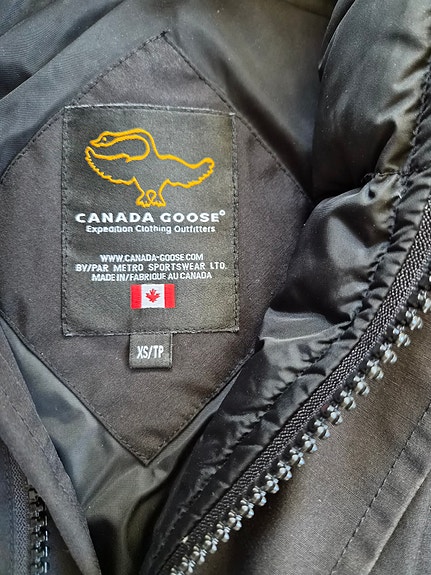 CANADA GOOSE®
Expedition Clothing Outfitters
WWW.CANADA-GOOSE.COM
BY/PAR METRO SPORTSWEAR LTD.
MADE IN/FABRIQUÉ AU CANADA
XS/TP